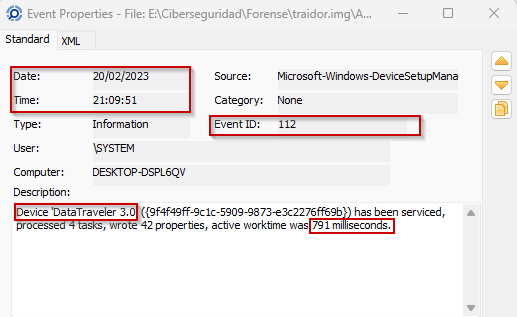 Event Properties - File: E:\Ciberseguridad\Forense\traidor.img\A...
Standard XML
Date: 20/02/2023 Source: Microsoft-Windows-DeviceSetupMana
Time: 21:09:51 Category: None
Type: Information Event ID: 112
User: \SYSTEM
Computer: DESKTOP-DSPL6QV
Description:
Device 'DataTraveler 3.0' ({9f4f49ff-9c1c-5909-9873-e3c2276ff69b}) has been serviced,
processed 4 tasks, wrote 42 properties, active worktime was 791 milliseconds.